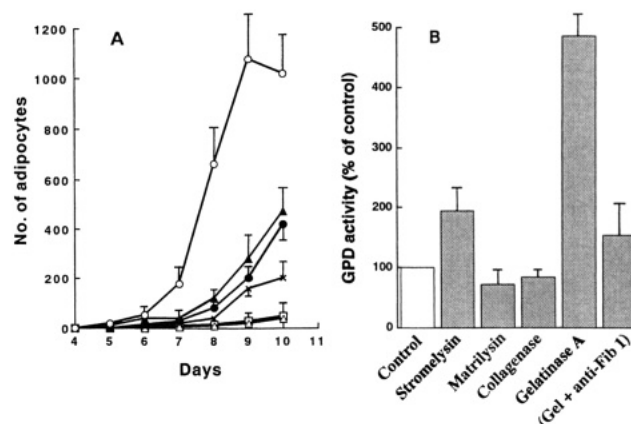 A
No. of adipocytes
1200
1000
800
600
400
200
0
4 5 6 7 8 9 10 11
Days
B
GPD activity (% of control)
500
400
300
200
100
0
Control
Stromelysin
Matrilysin
Collagenase
Gelatinase A
(Gel + anti-Fib 1)